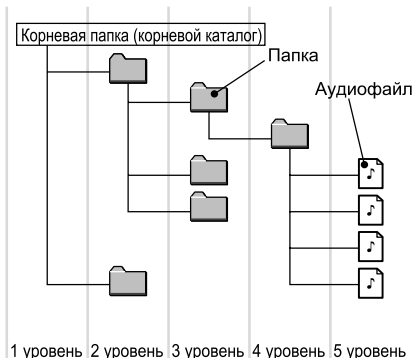 Корневая папка (корневой каталог)
Папка
Аудиофайл
1 уровень 2 уровень 3 уровень 4 уровень 5 уровень